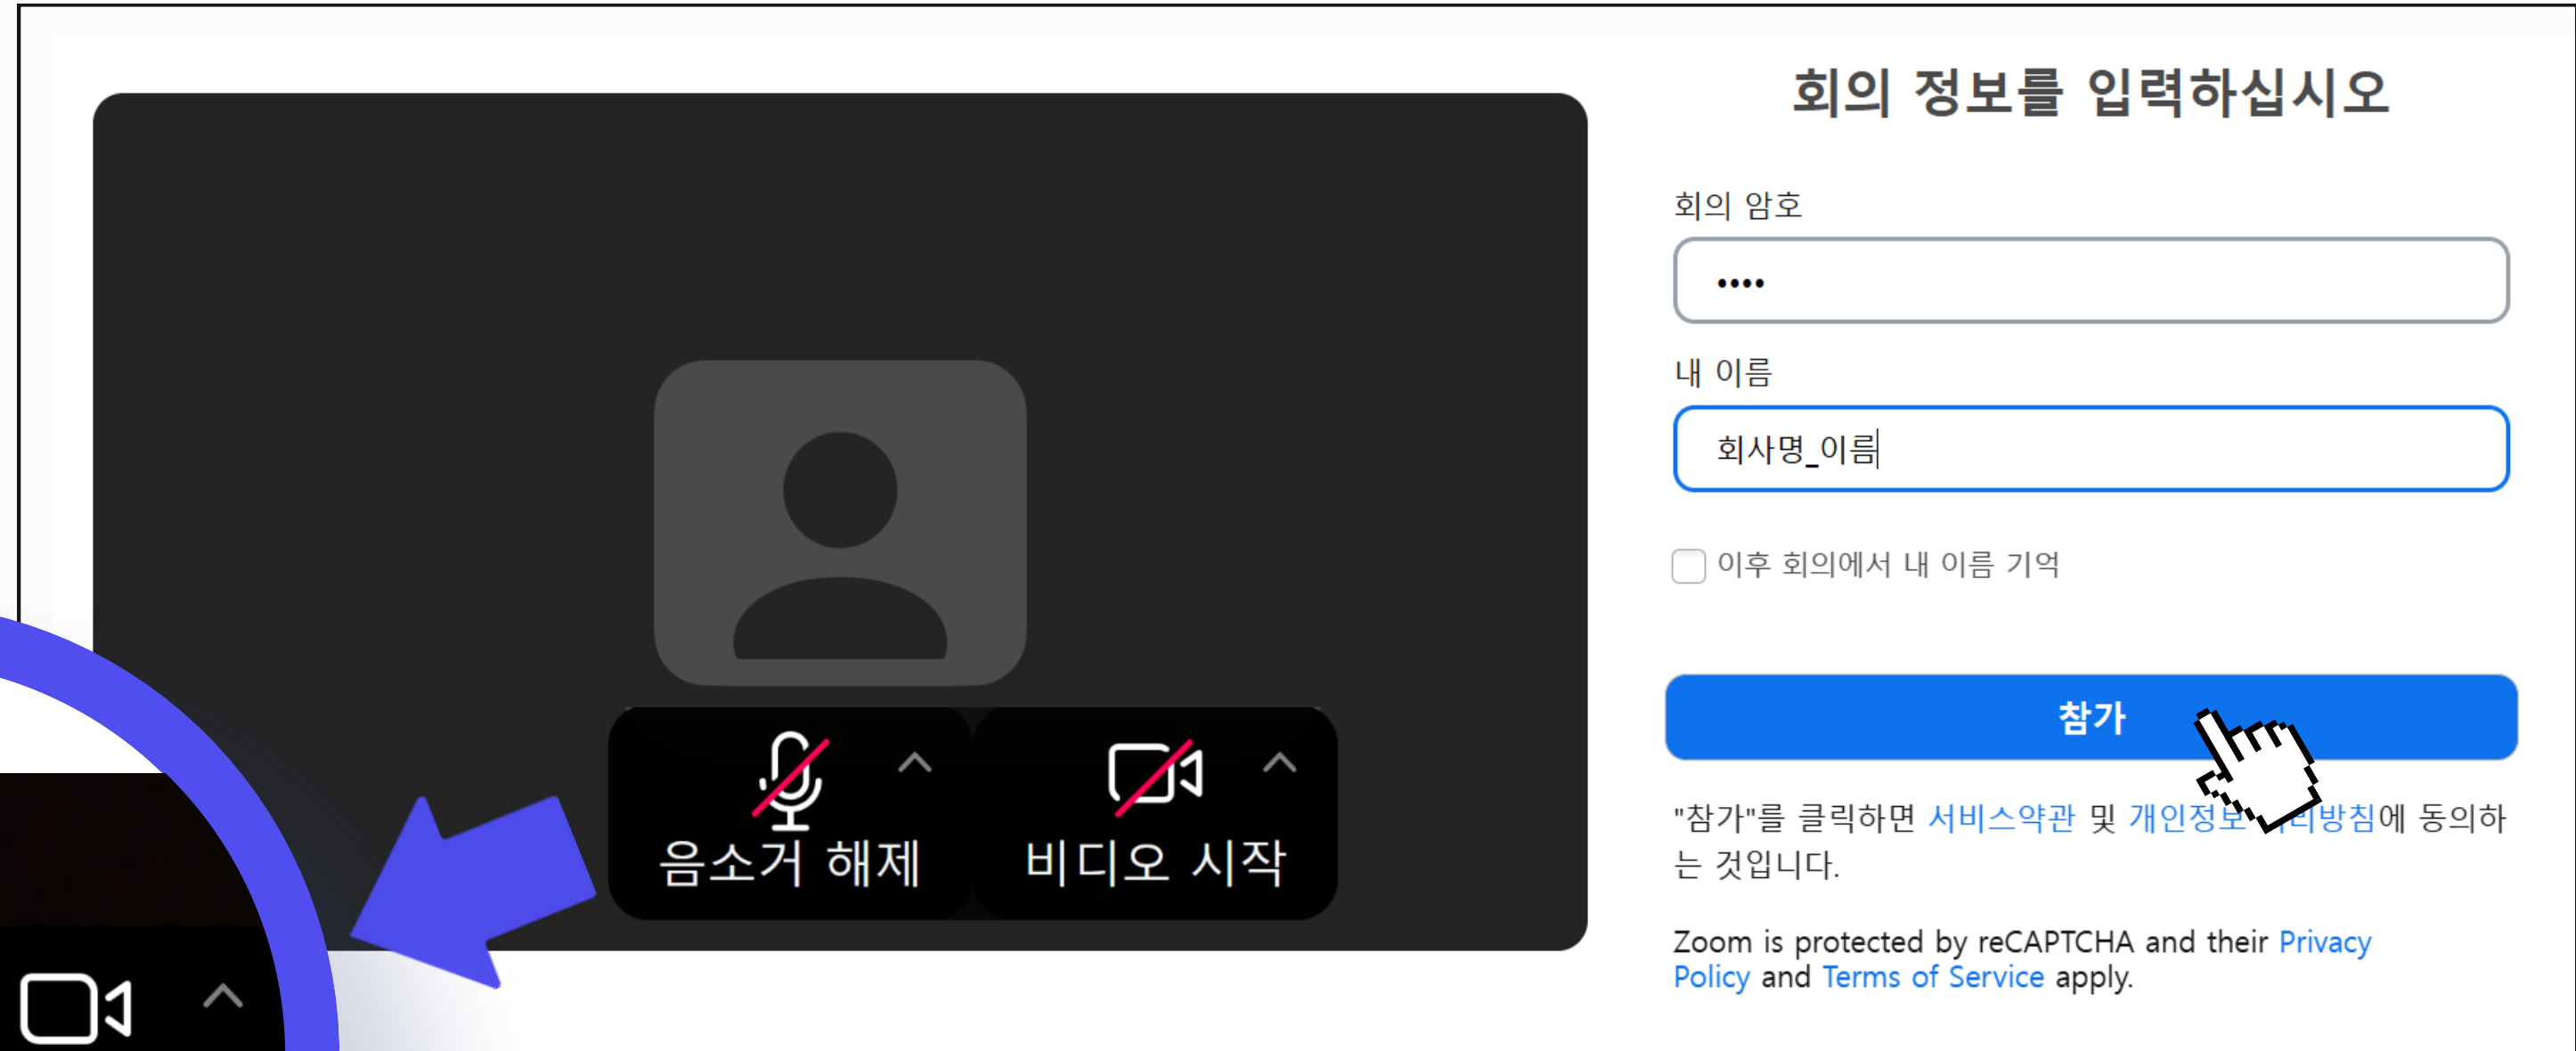 회의 정보를 입력하십시오
회의 암호
••••
내 이름
회사명_이름
이후 회의에서 내 이름 기억
참가
"참가"를 클릭하면 서비스약관 및 개인정보 처리방침에 동의하
는 것입니다.
Zoom is protected by reCAPTCHA and their Privacy
Policy and Terms of Service apply.
음소거 해제
비디오 시작